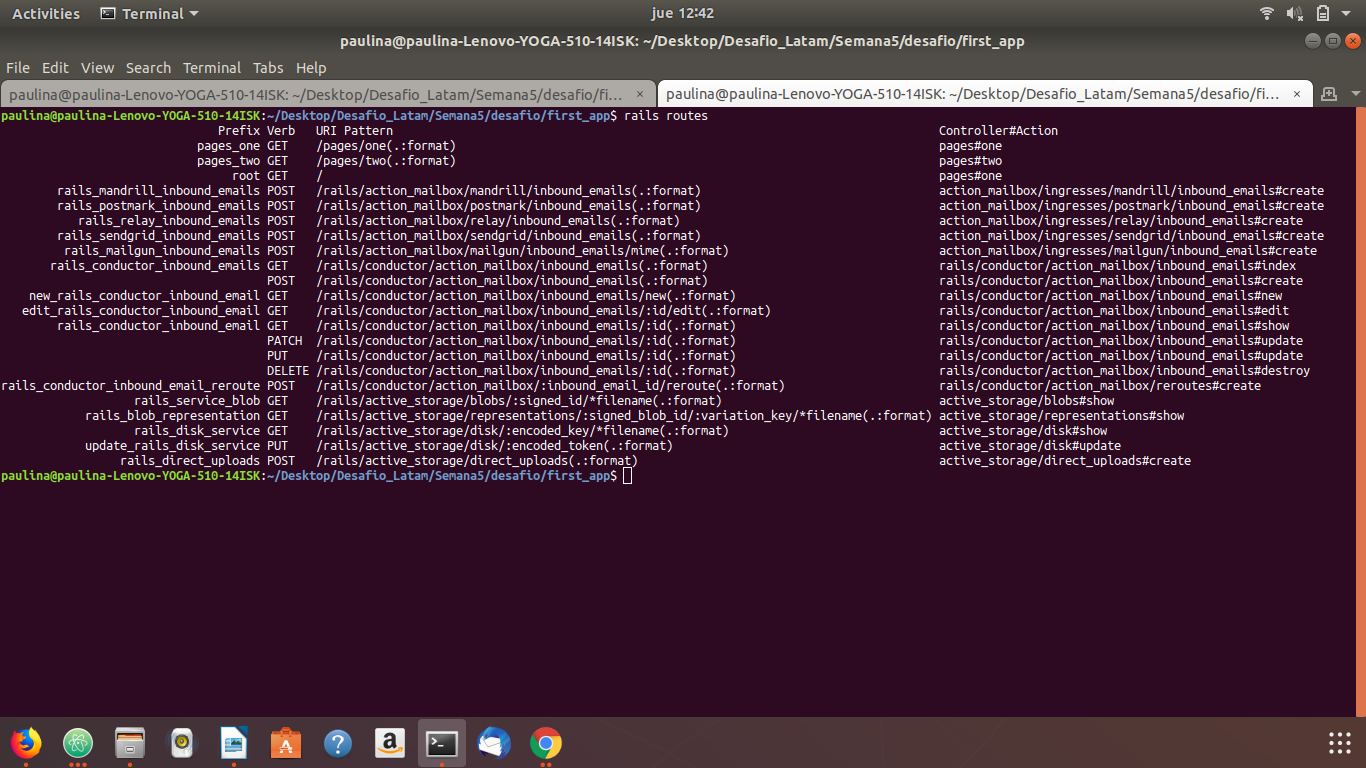 Activities Terminal jue 12:42
paulina@paulina-Lenovo-YOGA-510-14ISK: ~/Desktop/Desafio_Latam/Semana5/desafio/first_app
File Edit View Search Terminal Tabs Help
paulina@paulina-Lenovo-YOGA-510-14ISK: ~/Desktop/Desafio_Latam/Semana5/desafio/fi... × paulina@paulina-Lenovo-YOGA-510-14ISK: ~/Desktop/Desafio_Latam/Semana5/desafio/fi... ×
paulina@paulina-Lenovo-YOGA-510-14ISK:~/Desktop/Desafio_Latam/Semana5/desafio/first_app$ rails routes
Prefix Verb URI Pattern Controller#Action
pages_one GET /pages/one(.:format) pages#one
pages_two GET /pages/two(.:format) pages#two
root GET / pages#one
rails_mandrill_inbound_emails POST /rails/action_mailbox/mandrill/inbound_emails(.:format) action_mailbox/ingresses/mandrill/inbound_emails#create
rails_postmark_inbound_emails POST /rails/action_mailbox/postmark/inbound_emails(.:format) action_mailbox/ingresses/postmark/inbound_emails#create
rails_relay_inbound_emails POST /rails/action_mailbox/relay/inbound_emails(.:format) action_mailbox/ingresses/relay/inbound_emails#create
rails_sendgrid_inbound_emails POST /rails/action_mailbox/sendgrid/inbound_emails(.:format) action_mailbox/ingresses/sendgrid/inbound_emails#create
rails_mailgun_inbound_emails POST /rails/action_mailbox/mailgun/inbound_emails/mime(.:format) action_mailbox/ingresses/mailgun/inbound_emails#create
rails_conductor_inbound_emails GET /rails/conductor/action_mailbox/inbound_emails(.:format) rails/conductor/action_mailbox/inbound_emails#index
POST /rails/conductor/action_mailbox/inbound_emails(.:format) rails/conductor/action_mailbox/inbound_emails#create
new_rails_conductor_inbound_email GET /rails/conductor/action_mailbox/inbound_emails/new(.:format) rails/conductor/action_mailbox/inbound_emails#new
edit_rails_conductor_inbound_email GET /rails/conductor/action_mailbox/inbound_emails/:id/edit(.:format) rails/conductor/action_mailbox/inbound_emails#edit
rails_conductor_inbound_email GET /rails/conductor/action_mailbox/inbound_emails/:id(.:format) rails/conductor/action_mailbox/inbound_emails#show
PATCH /rails/conductor/action_mailbox/inbound_emails/:id(.:format) rails/conductor/action_mailbox/inbound_emails#update
PUT /rails/conductor/action_mailbox/inbound_emails/:id(.:format) rails/conductor/action_mailbox/inbound_emails#update
DELETE /rails/conductor/action_mailbox/inbound_emails/:id(.:format) rails/conductor/action_mailbox/inbound_emails#destroy
rails_conductor_inbound_email_reroute POST /rails/conductor/action_mailbox/:inbound_email_id/reroute(.:format) rails/conductor/action_mailbox/reroutes#create
rails_service_blob GET /rails/active_storage/blobs/:signed_id/*filename(.:format) active_storage/blobs#show
rails_blob_representation GET /rails/active_storage/representations/:signed_blob_id/:variation_key/*filename(.:format) active_storage/representations#show
rails_disk_service GET /rails/active_storage/disk/:encoded_key/*filename(.:format) active_storage/disk#show
update_rails_disk_service PUT /rails/active_storage/disk/:encoded_token(.:format) active_storage/disk#update
rails_direct_uploads POST /rails/active_storage/direct_uploads(.:format) active_storage/direct_uploads#create
paulina@paulina-Lenovo-YOGA-510-14ISK:~/Desktop/Desafio_Latam/Semana5/desafio/first_app$